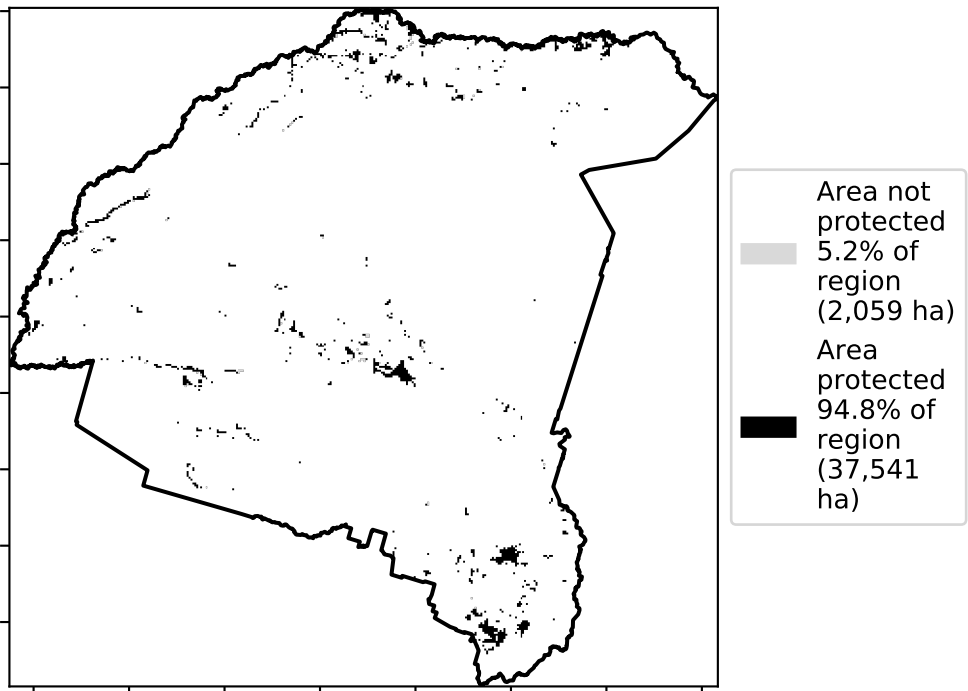 Area not
protected
5.2% of
region
(2,059 ha)
Area
protected
94.8% of
region
(37,541
ha)